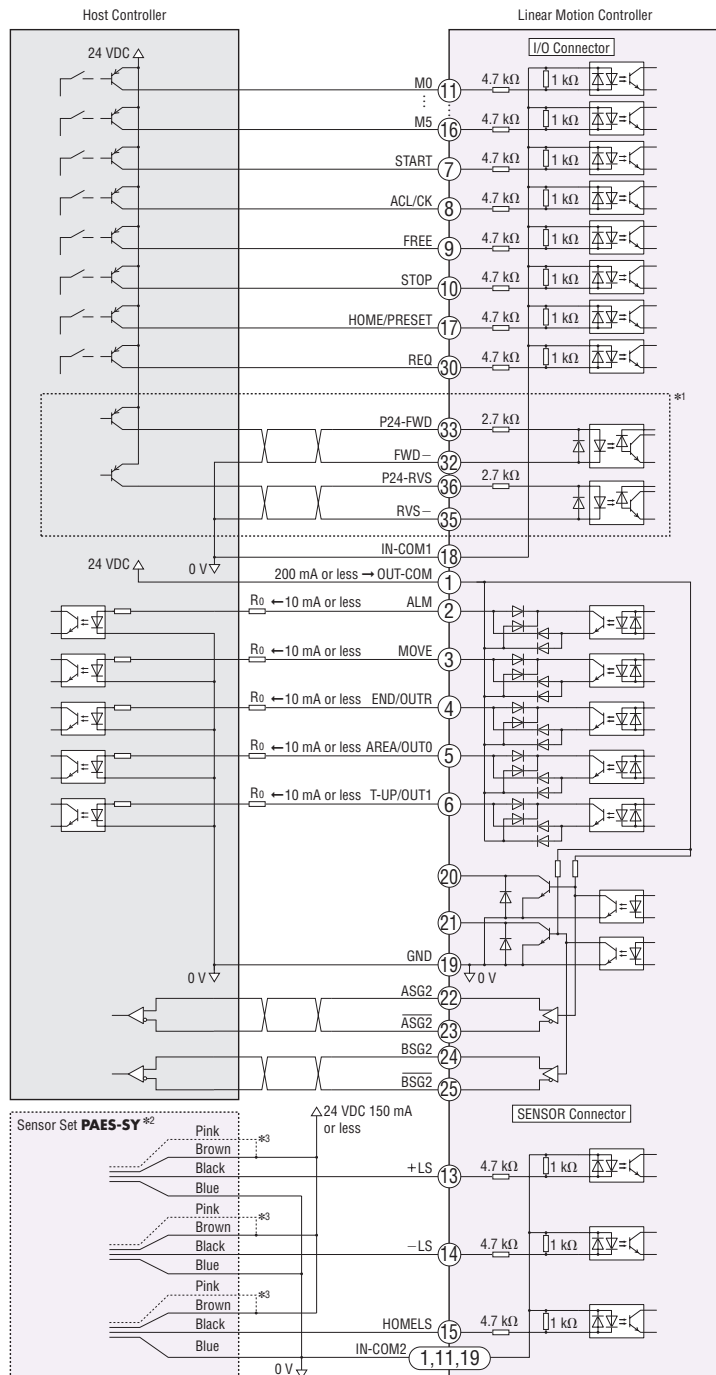 Host Controller
Linear Motion Controller
24 VDC
I/O Connector
M0 11 4.7 kΩ 1 kΩ
M5 16 4.7 kΩ 1 kΩ
START 7 4.7 kΩ 1 kΩ
ACL/CK 8 4.7 kΩ 1 kΩ
FREE 9 4.7 kΩ 1 kΩ
STOP 10 4.7 kΩ 1 kΩ
HOME/PRESET 17 4.7 kΩ 1 kΩ
REQ 30 4.7 kΩ 1 kΩ
*1
P24-FWD 33 2.7 kΩ
FWD− 32
P24-RVS 36 2.7 kΩ
RVS− 35
0 V IN-COM1 18
24 VDC 200 mA or less → OUT-COM 1
R0 ←10 mA or less ALM 2
R0 ←10 mA or less MOVE 3
R0 ←10 mA or less END/OUTR 4
R0 ←10 mA or less AREA/OUT0 5
R0 ←10 mA or less T-UP/OUT1 6
20
21
0 V GND 19 0 V
ASG2 22
ASG2 23
BSG2 24
BSG2 25
24 VDC 150 mA
or less
SENSOR Connector
Sensor Set PAES-SY *2
Pink *3
Brown
Black +LS 13 4.7 kΩ 1 kΩ
Blue
Pink *3
Brown
Black −LS 14 4.7 kΩ 1 kΩ
Blue
Pink *3
Brown
Black HOMELS 15 4.7 kΩ 1 kΩ
Blue IN-COM2 1,11,19
0 V